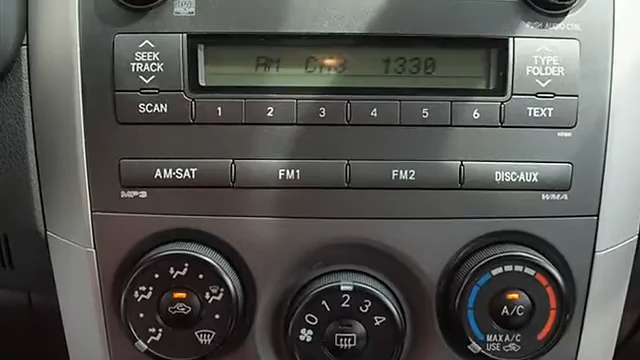 PUSH AUDIO CTRL
SEEK
TRACK
AM CH3 1330
TYPE
FOLDER
SCAN
1
2
3
4
5
6
TEXT
AM·SAT
FM1
FM2
DISC·AUX
MP3
WMA
0
1
2
3
4
A/C
MAX A/C
USE